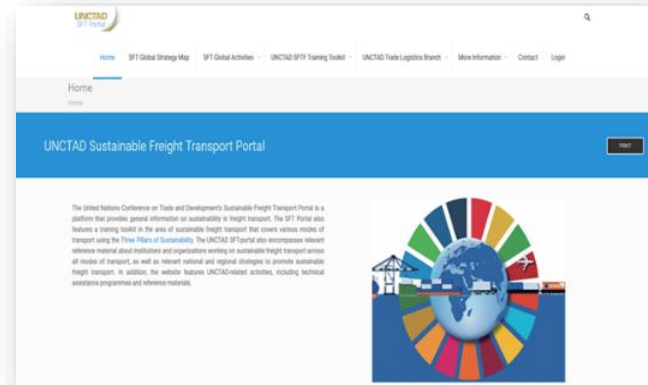 UNCTAD
SFT Portal
Home SFT Global Strategy Map SFT Global Activities UNCTAD SFTF Training Toolkit UNCTAD Trade Logistics Branch More Information Contact Login
Home
Home
UNCTAD Sustainable Freight Transport Portal
PRINT
The United Nations Conference on Trade and Development's Sustainable Freight Transport Portal is a
platform that provides general information on sustainability in freight transport. The SFT Portal also
features a training toolkit in the area of sustainable freight transport that covers various modes of
transport using the Three Pillars of Sustainability. The UNCTAD SFTportal also encompasses relevant
reference material about institutions and organizations working on sustainable freight transport across
all modes of transport, as well as relevant national and regional strategies to promote sustainable
freight transport. In addition, the website features UNCTAD-related activities, including technical
assistance programmes and reference materials.